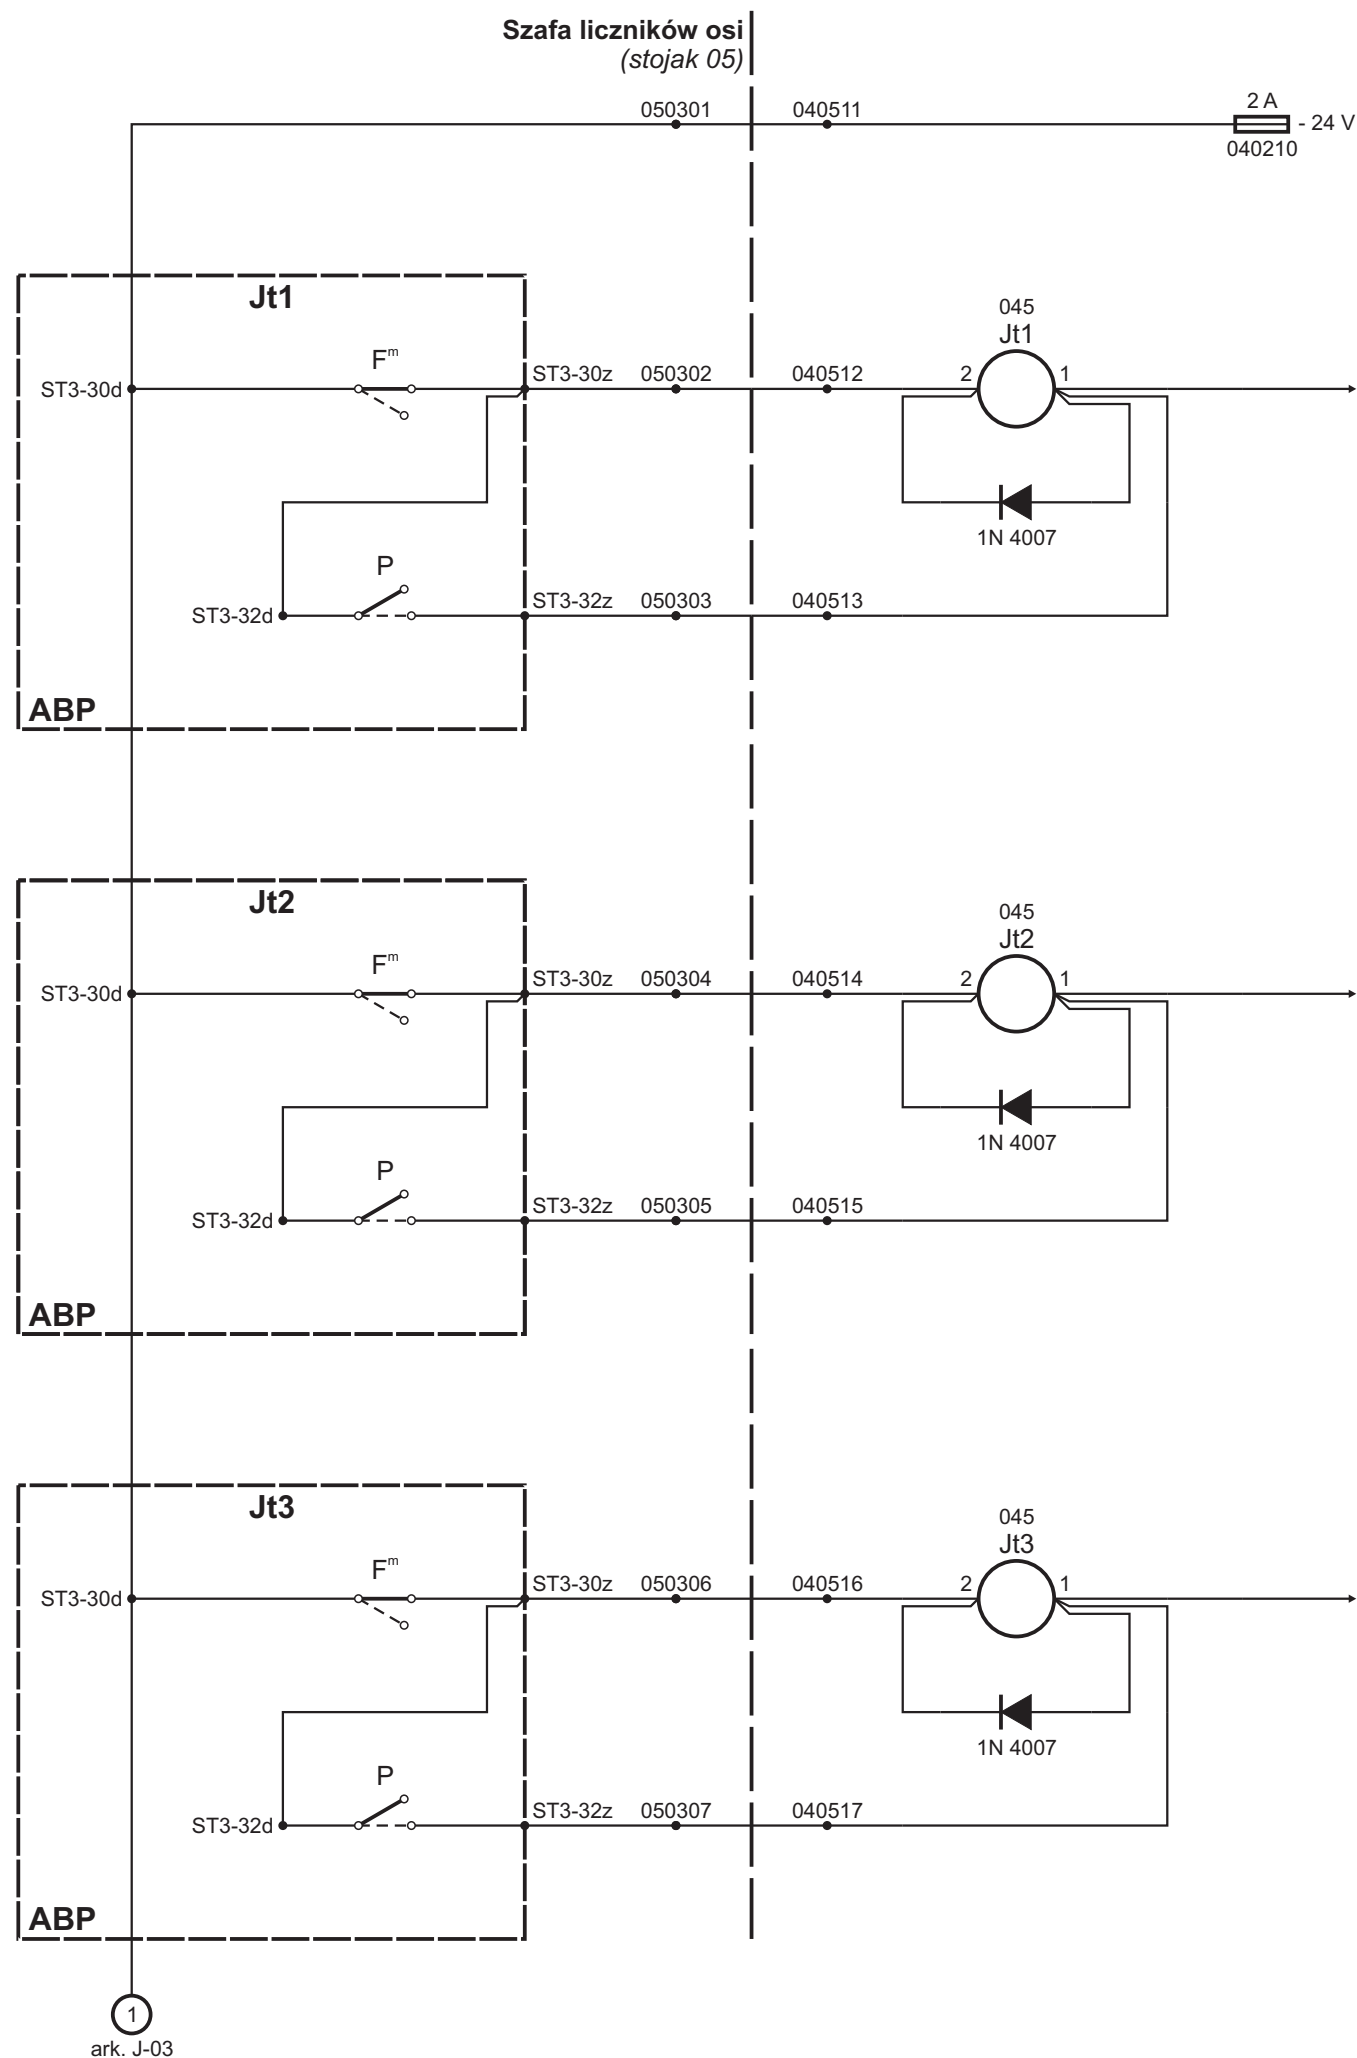 Szafa liczników osi
(stojak 05)
050301 040511 2 A - 24 V
040210
Jt1
045
Jt1
Fm
ST3-30d ST3-30z 050302 040512 2 1
1N 4007
P
ST3-32d ST3-32z 050303 040513
ABP
Jt2
045
Jt2
Fm
ST3-30d ST3-30z 050304 040514 2 1
1N 4007
P
ST3-32d ST3-32z 050305 040515
ABP
Jt3
045
Jt3
Fm
ST3-30d ST3-30z 050306 040516 2 1
1N 4007
P
ST3-32d ST3-32z 050307 040517
ABP
1
ark. J-03